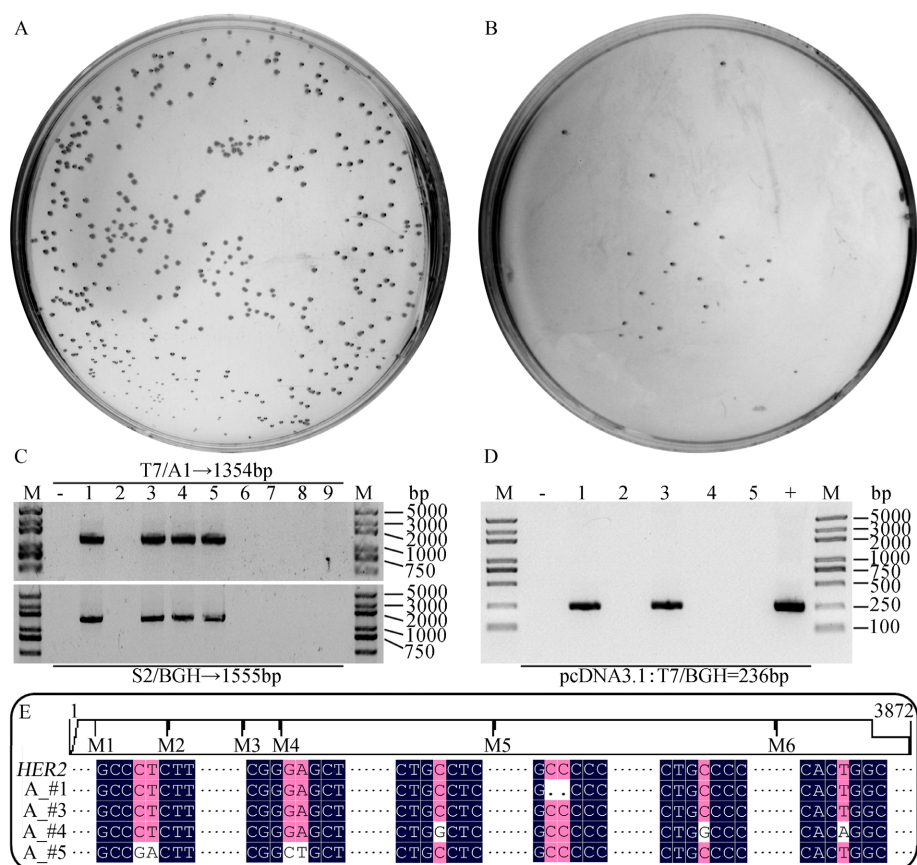 A
B
C
T7/A1→1354bp
M - 1 2 3 4 5 6 7 8 9 M bp
5000
3000
2000
1000
750
5000
3000
2000
1000
750
S2/BGH→1555bp
D
M - 1 2 3 4 5 + M bp
5000
3000
2000
1000
750
500
250
100
pcDNA3.1:T7/BGH=236bp
E
1 3872
M1 M2 M3 M4 M5 M6
HER2 ···· GCCCTCTT ······ CGGGAGCT ······ CTGCCTC ······ GCCCCC ······ CTGCCCC ······ CACTGGC ··
A_#1 ···· GCCCTCTT ······ CGGGAGCT ······ CTGCCTC ······ G..CCC ······ CTGCCCC ······ CACTGGC ··
A_#3 ···· GCCCTCTT ······ CGGGAGCT ······ CTGCCTC ······ GCCCCC ······ CTGCCCC ······ CACTGGC ··
A_#4 ···· GCCCTCTT ······ CGGGAGCT ······ CTGGCTC ······ GCCCCC ······ CTGGCCC ······ CACAGGC ··
A_#5 ···· GCCGACTT ······ CGGCTGCT ······ CTGCCTC ······ GCCCCC ······ CTGCCCC ······ CACTGGC ··